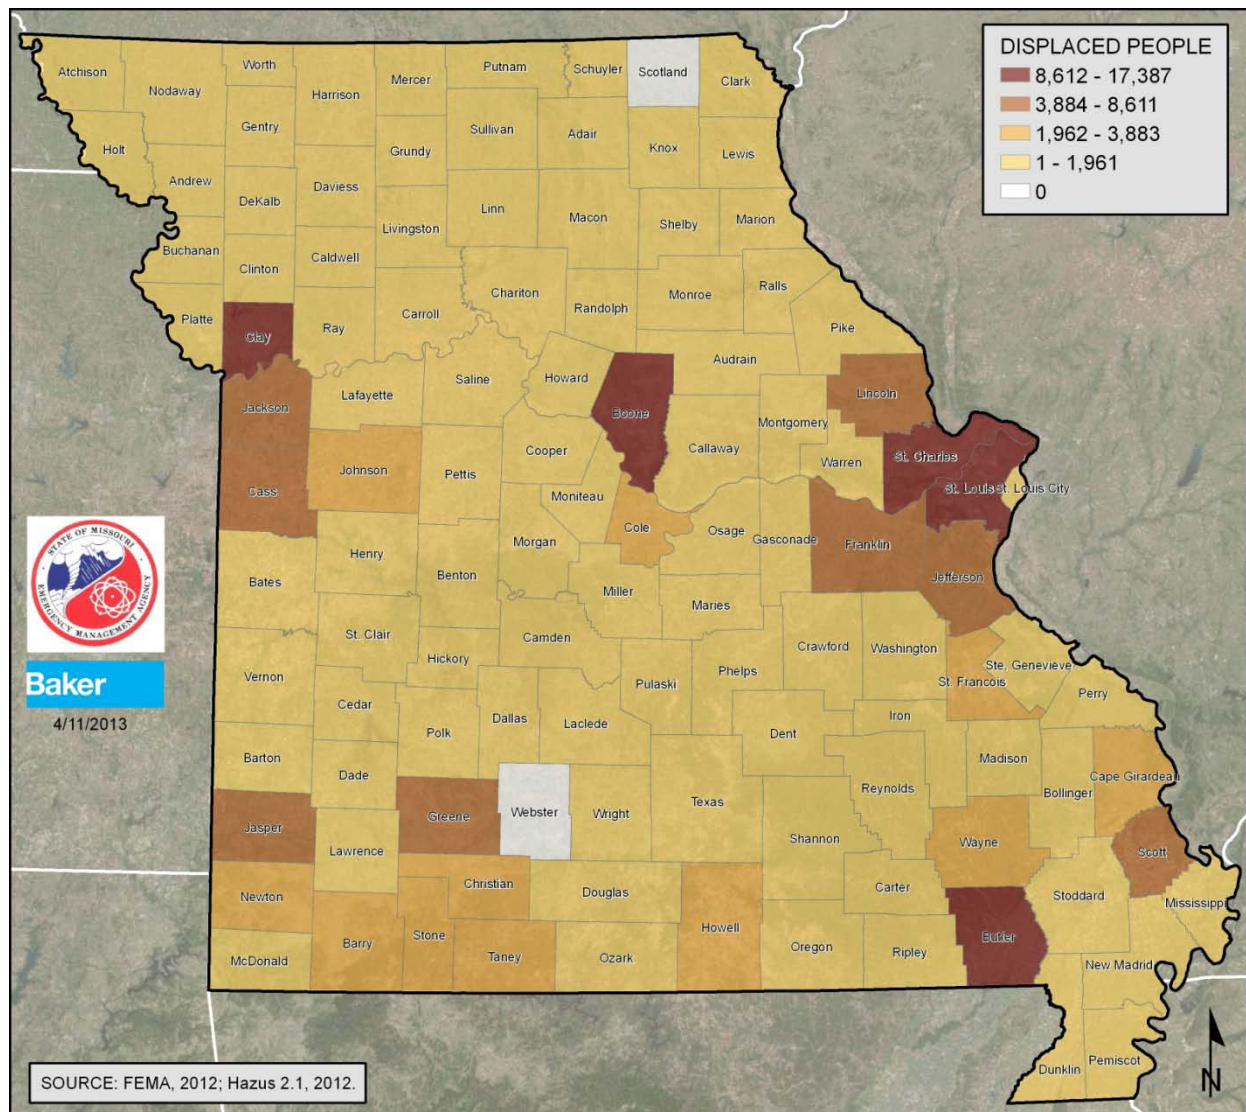 DISPLACED PEOPLE
8,612 - 17,387
3,884 - 8,611
1,962 - 3,883
1 - 1,961
0
Atchison
Nodaway
Worth
Harrison
Mercer
Putnam
Schuyler
Scotland
Clark
Gentry
Sullivan
Adair
Knox
Lewis
Holt
Andrew
Grundy
DeKalb
Daviess
Linn
Macon
Shelby
Marion
Livingston
Buchanan
Clinton
Caldwell
Chariton
Randolph
Monroe
Ralls
Platte
Clay
Ray
Carroll
Pike
Audrain
Saline
Howard
Lafayette
Jackson
Boone
Lincoln
Montgomery
Callaway
Cooper
Johnson
Pettis
Warren
St. Charles
Cass
Moniteau
St. Louis
St. Louis City
Cole
Osage
Gasconade
Franklin
Morgan
Henry
Benton
Bates
Miller
Maries
Jefferson
St. Clair
Camden
Crawford
Washington
Hickory
Vernon
Pulaski
Phelps
Ste. Genevieve
St. Francois
Perry
Cedar
Polk
Dallas
Laclede
Iron
Dent
Barton
Madison
Dade
Cape Girardeau
Reynolds
Bollinger
Texas
Webster
Wright
Jasper
Greene
Shannon
Wayne
Lawrence
Scott
Christian
Douglas
Carter
Stoddard
Newton
Mississippi
Howell
Barry
Stone
Taney
Ozark
Oregon
Ripley
Butler
McDonald
New Madrid
Dunklin
Pemiscot
STATE OF MISSOURI
EMERGENCY MANAGEMENT AGENCY
Baker
4/11/2013
SOURCE: FEMA, 2012; Hazus 2.1, 2012.
N